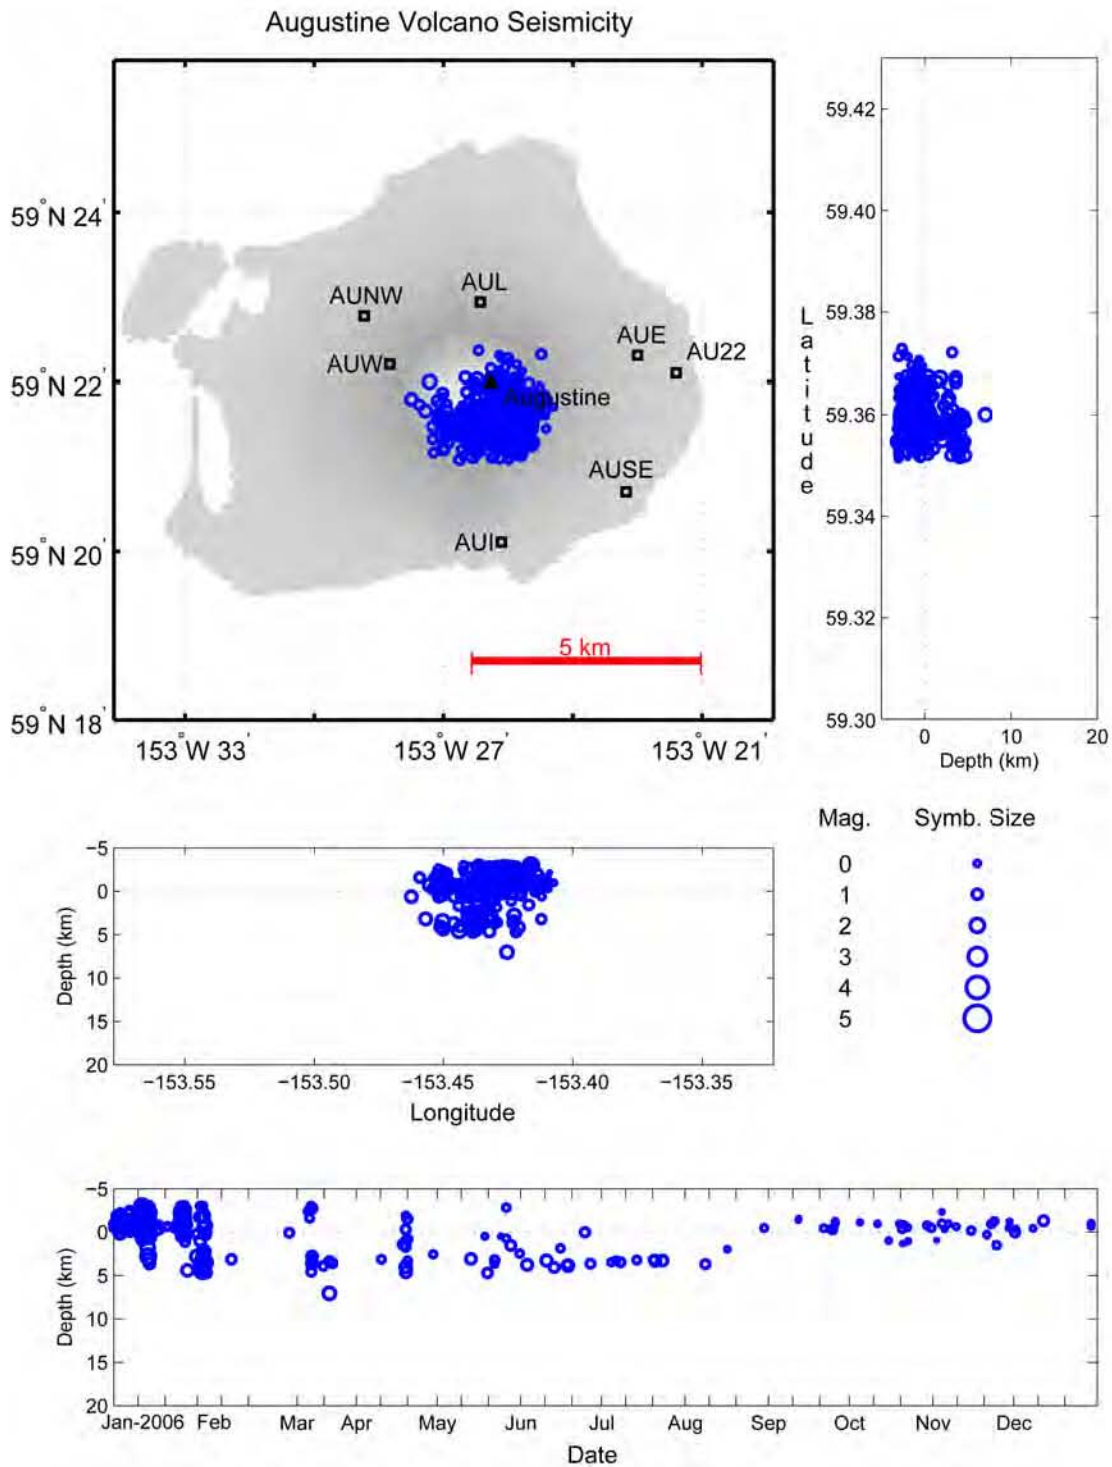 Augustine Volcano Seismicity
59°N 24'
59°N 22'
59°N 20'
59°N 18'
AUNW
AUL
AUW
AUE
AU22
Augustine
AUSE
AUI
5 km
153°W 33'
153°W 27'
153°W 21'
59.42
59.40
59.38
59.36
59.34
59.32
59.30
Latitude
0 10 20
Depth (km)
Mag. Symb. Size
0
1
2
3
4
5
−5
0
5
10
15
20
Depth (km)
−153.55 −153.50 −153.45 −153.40 −153.35
Longitude
−5
0
5
10
15
20
Depth (km)
Jan-2006 Feb Mar Apr May Jun Jul Aug Sep Oct Nov Dec
Date